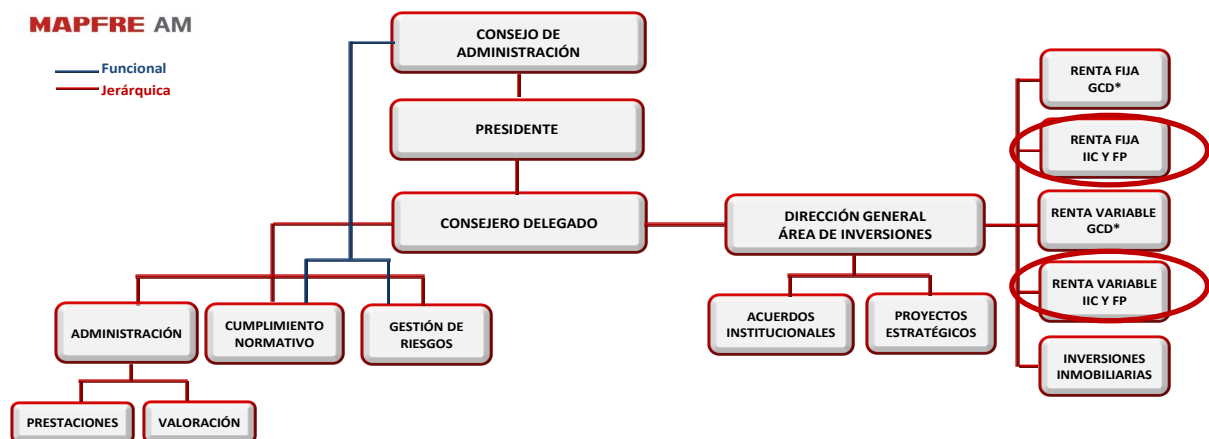 MAPFRE AM
Funcional
Jerárquica
CONSEJO DE
ADMINISTRACIÓN
PRESIDENTE
CONSEJERO DELEGADO
DIRECCIÓN GENERAL
ÁREA DE INVERSIONES
RENTA FIJA
GCD*
RENTA FIJA
IIC Y FP
RENTA VARIABLE
GCD*
RENTA VARIABLE
IIC Y FP
INVERSIONES
INMOBILIARIAS
ACUERDOS
INSTITUCIONALES
PROYECTOS
ESTRATÉGICOS
ADMINISTRACIÓN
CUMPLIMIENTO
NORMATIVO
GESTIÓN DE
RIESGOS
PRESTACIONES
VALORACIÓN